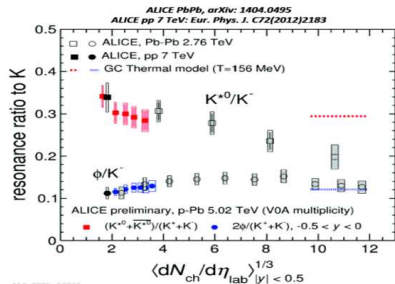 ALICE PbPb, arXiv: 1404.0495
ALICE pp 7 TeV: Eur. Phys. J. C72(2012)2183
ALICE, Pb-Pb 2.76 TeV
ALICE, pp 7 TeV
GC Thermal model (T=156 MeV)
K*⁰/K⁻
ϕ/K⁻
ALICE preliminary, p-Pb 5.02 TeV (V0A multiplicity)
(K*⁰+K̅*⁰)/(K⁺+K⁻)
2ϕ/(K⁺+K⁻), -0.5 < y < 0
resonance ratio to K
0.5
0.4
0.3
0.2
0.1
0
0 2 4 6 8 10 12
⟨dN_ch/dη_lab⟩^1/3 |y| < 0.5